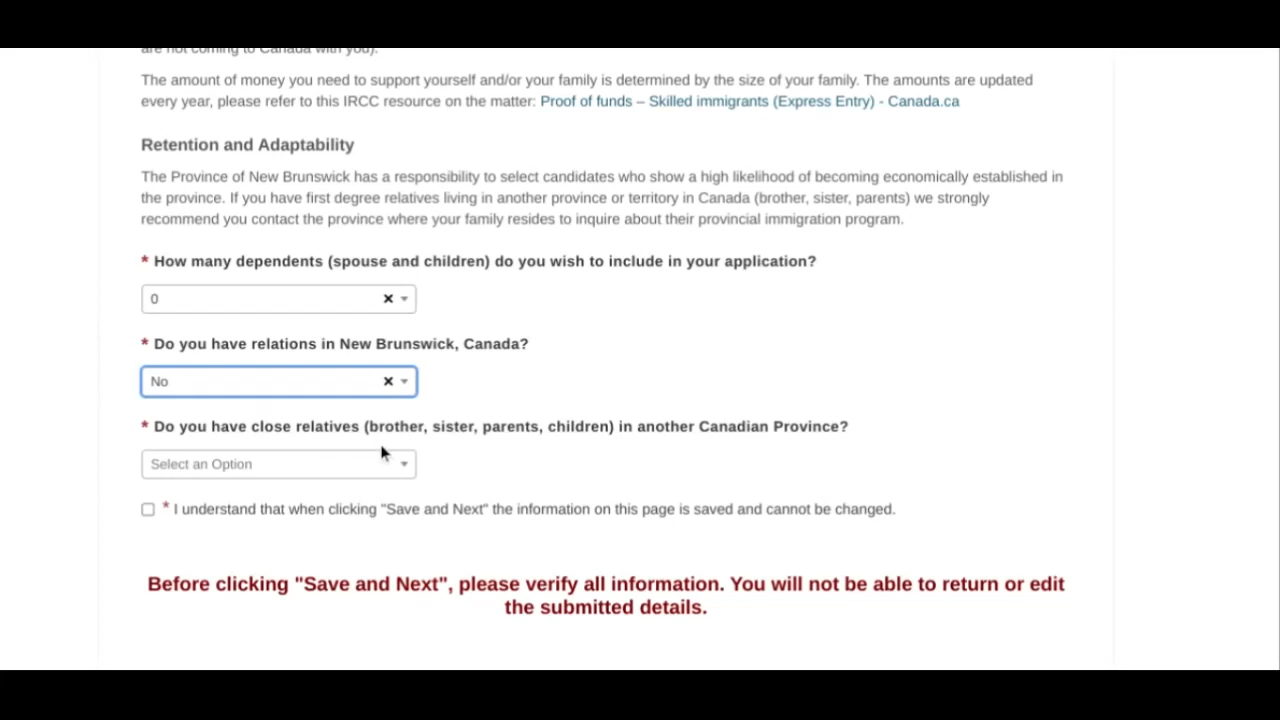 are not coming to Canada with you).
The amount of money you need to support yourself and/or your family is determined by the size of your family. The amounts are updated
every year, please refer to this IRCC resource on the matter: Proof of funds – Skilled immigrants (Express Entry) - Canada.ca
Retention and Adaptability
The Province of New Brunswick has a responsibility to select candidates who show a high likelihood of becoming economically established in
the province. If you have first degree relatives living in another province or territory in Canada (brother, sister, parents) we strongly
recommend you contact the province where your family resides to inquire about their provincial immigration program.
* How many dependents (spouse and children) do you wish to include in your application?
0
* Do you have relations in New Brunswick, Canada?
No
* Do you have close relatives (brother, sister, parents, children) in another Canadian Province?
Select an Option
* I understand that when clicking "Save and Next" the information on this page is saved and cannot be changed.
Before clicking "Save and Next", please verify all information. You will not be able to return or edit
the submitted details.